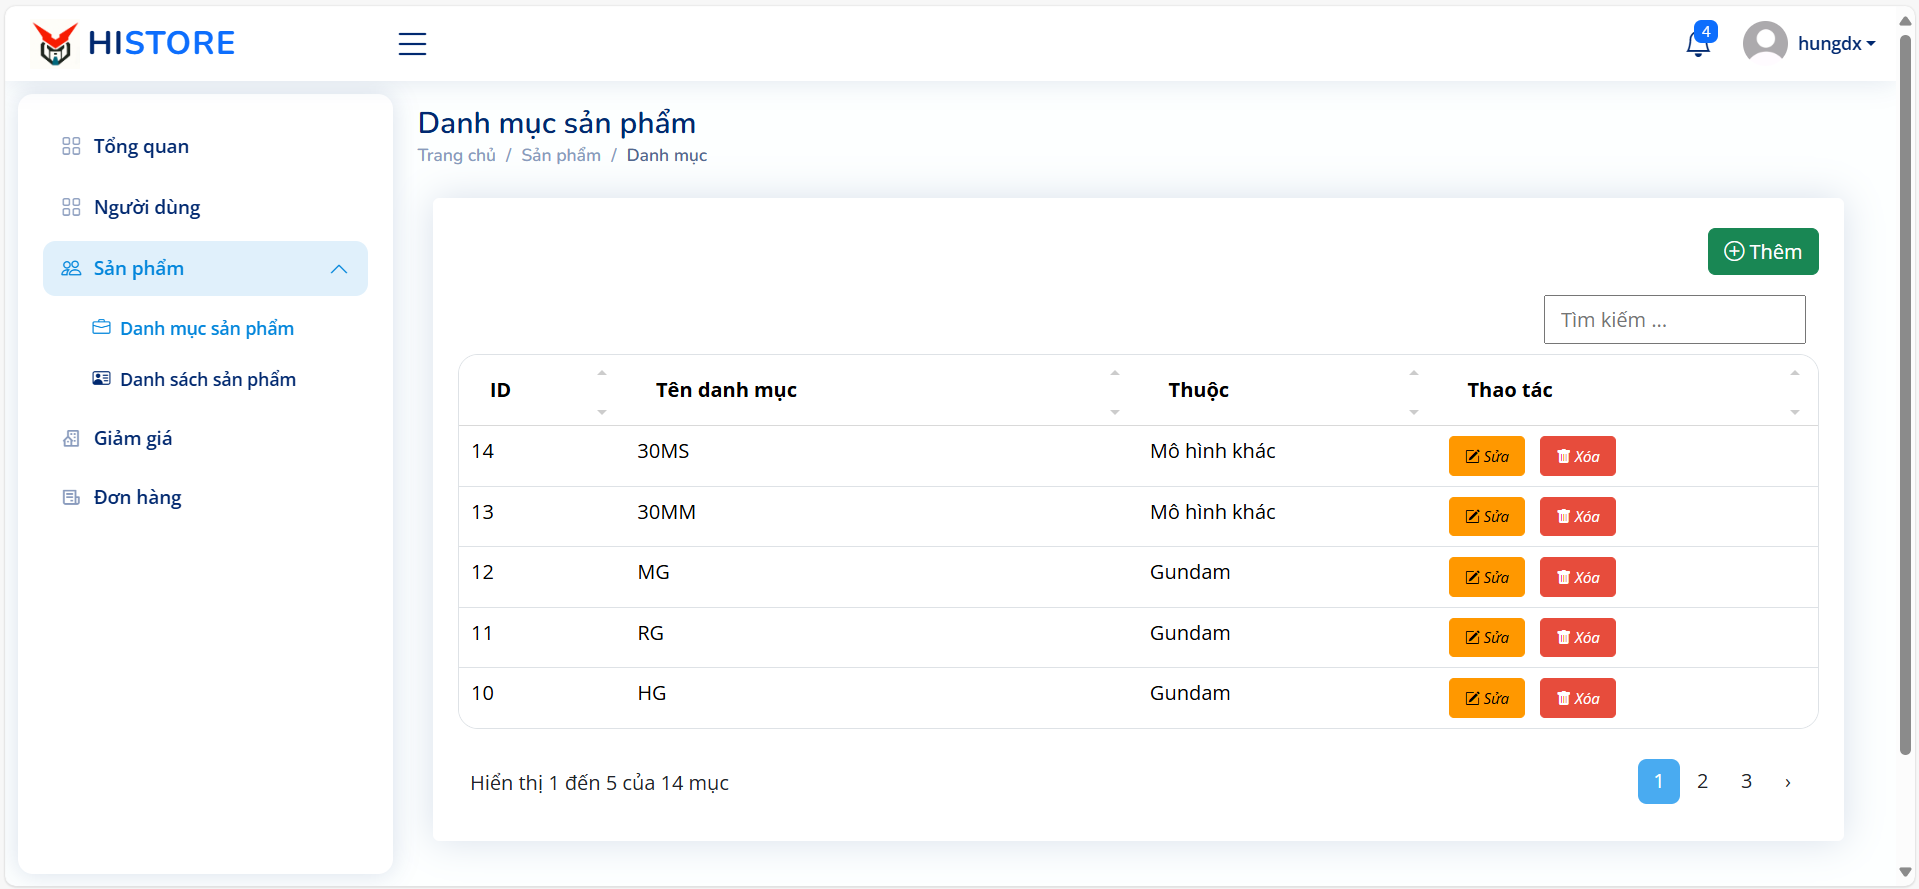 HISTORE
4
hungdx
Tổng quan
Người dùng
Sản phẩm
Danh mục sản phẩm
Danh sách sản phẩm
Giảm giá
Đơn hàng
Danh mục sản phẩm
Trang chủ / Sản phẩm / Danh mục
Thêm
Tìm kiếm ...
ID Tên danh mục Thuộc Thao tác
14 30MS Mô hình khác Sửa Xóa
13 30MM Mô hình khác Sửa Xóa
12 MG Gundam Sửa Xóa
11 RG Gundam Sửa Xóa
10 HG Gundam Sửa Xóa
Hiển thị 1 đến 5 của 14 mục
1 2 3 ›